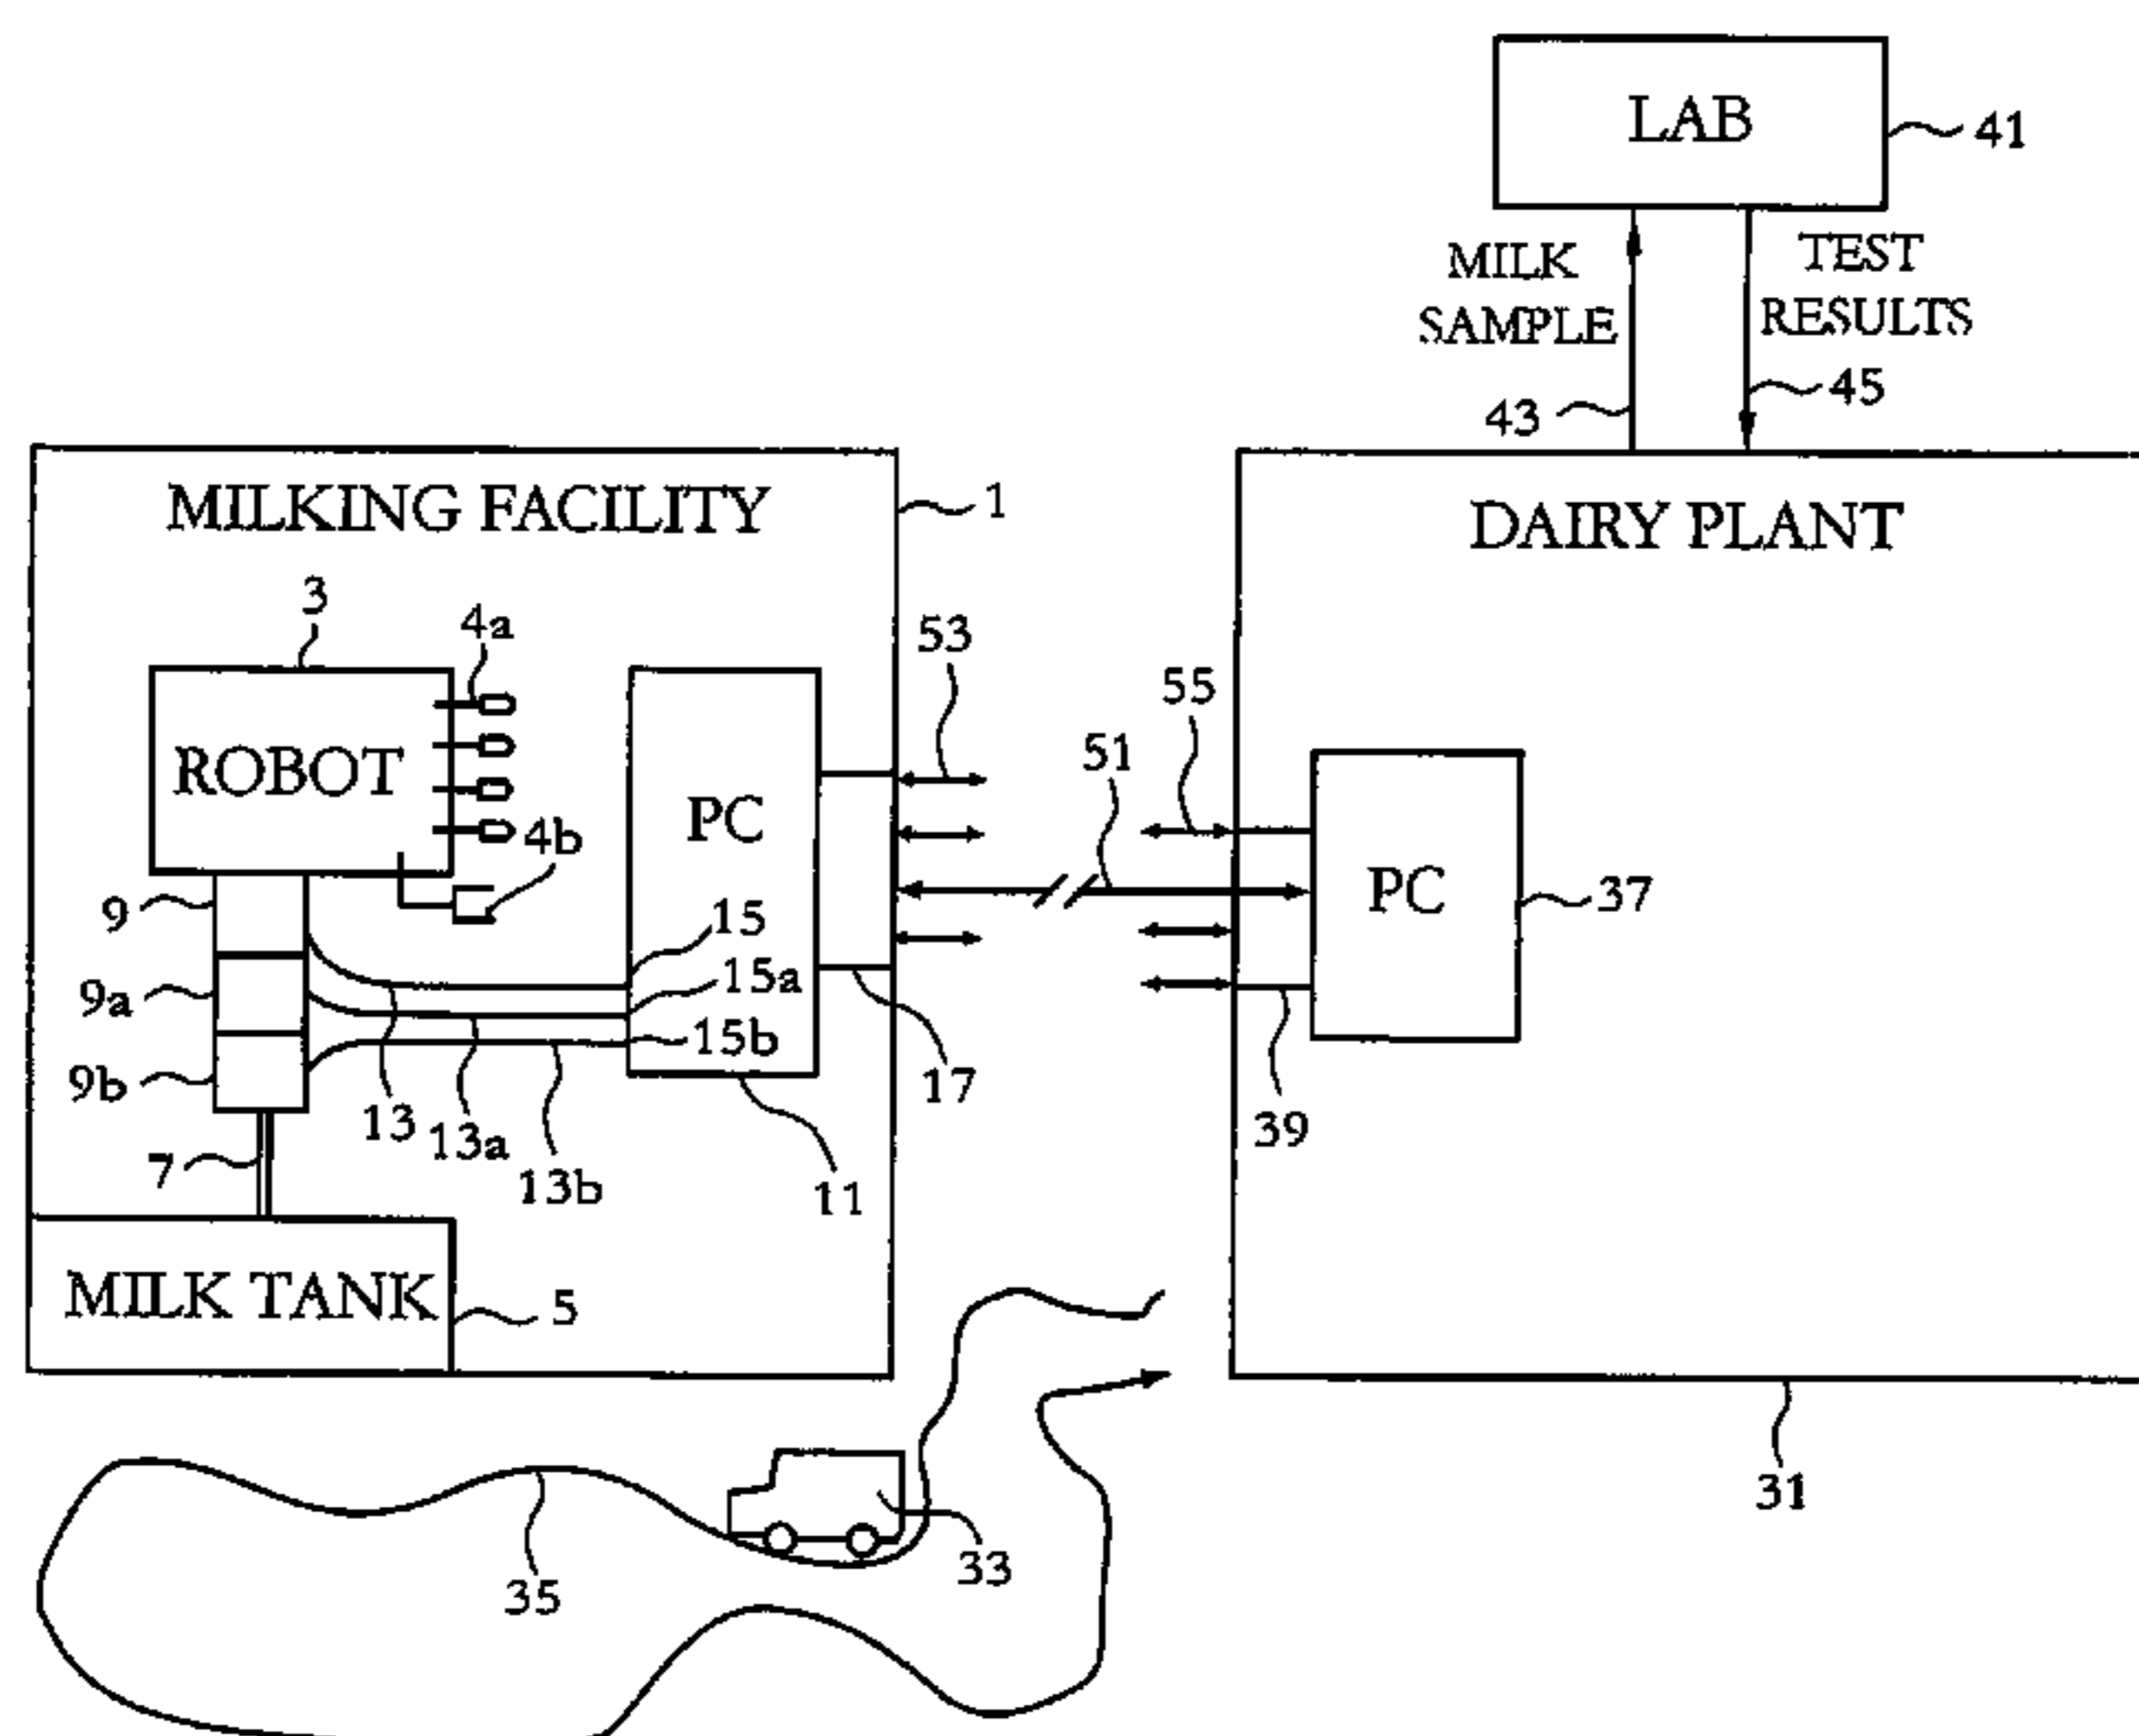 LAB
41
MILK
SAMPLE
TEST
RESULTS
43
45
MILKING FACILITY
1
DAIRY PLANT
3
4a
53
55
51
ROBOT
PC
4b
PC
37
9
15
9a
15a
15b
9b
13
13a
13b
17
39
7
11
MILK TANK
5
31
33
35